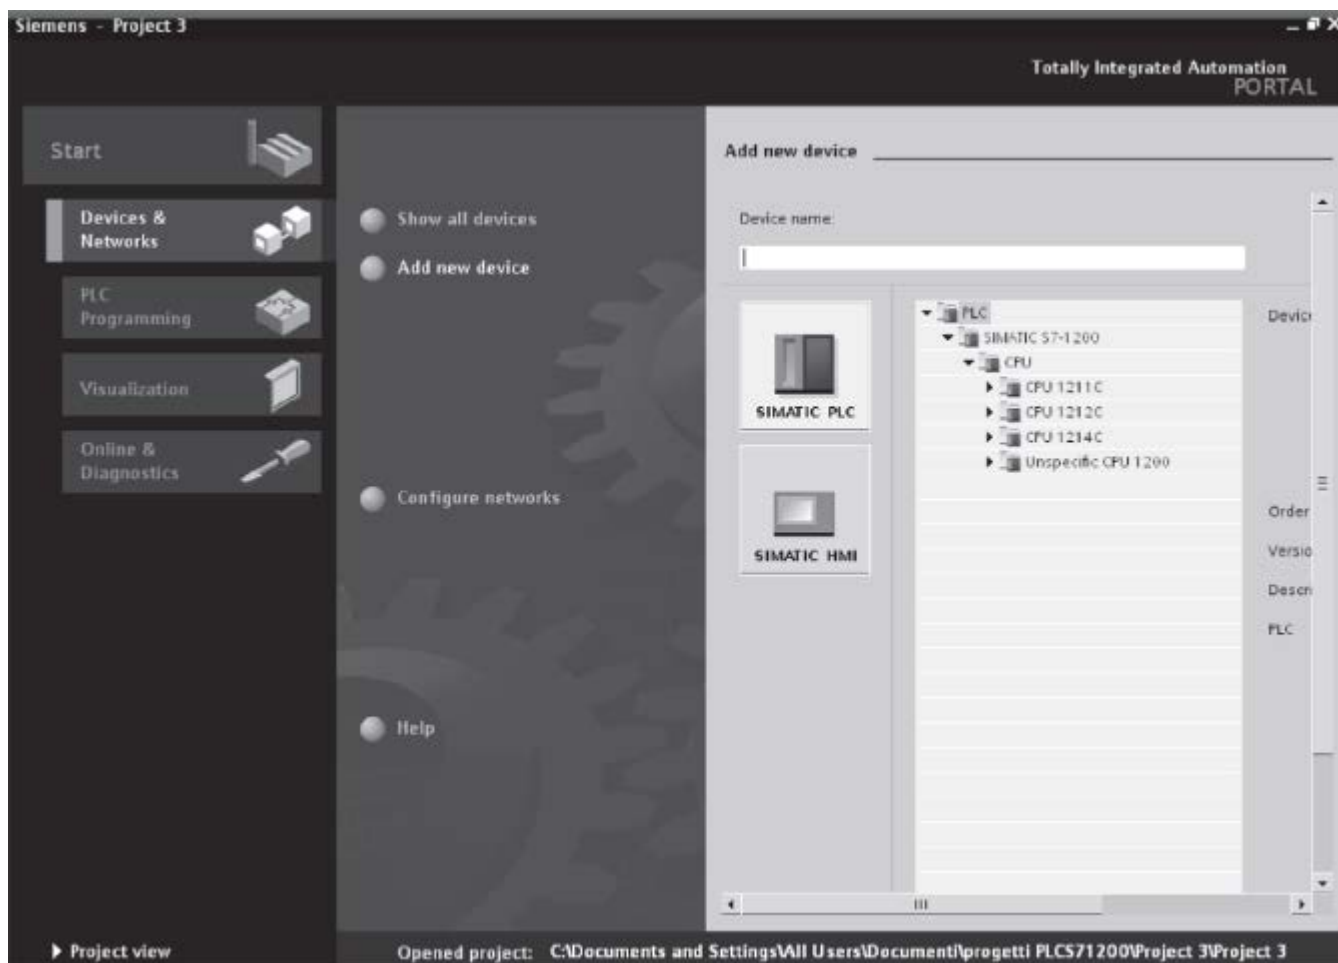 Siemens - Project 3
Totally Integrated Automation
PORTAL
Start
Devices &
Networks
PLC
Programming
Visualization
Online &
Diagnostics
Show all devices
Add new device
Configure networks
Help
Add new device
Device name:
SIMATIC PLC
SIMATIC HMI
PLC
SIMATIC S7-1200
CPU
CPU 1211C
CPU 1212C
CPU 1214C
Unspecific CPU 1200
Device
Order
Versio
Descri
PLC
Project view
Opened project: C:\Documents and Settings\All Users\Documenti\progetti PLCS71200\Project 3\Project 3